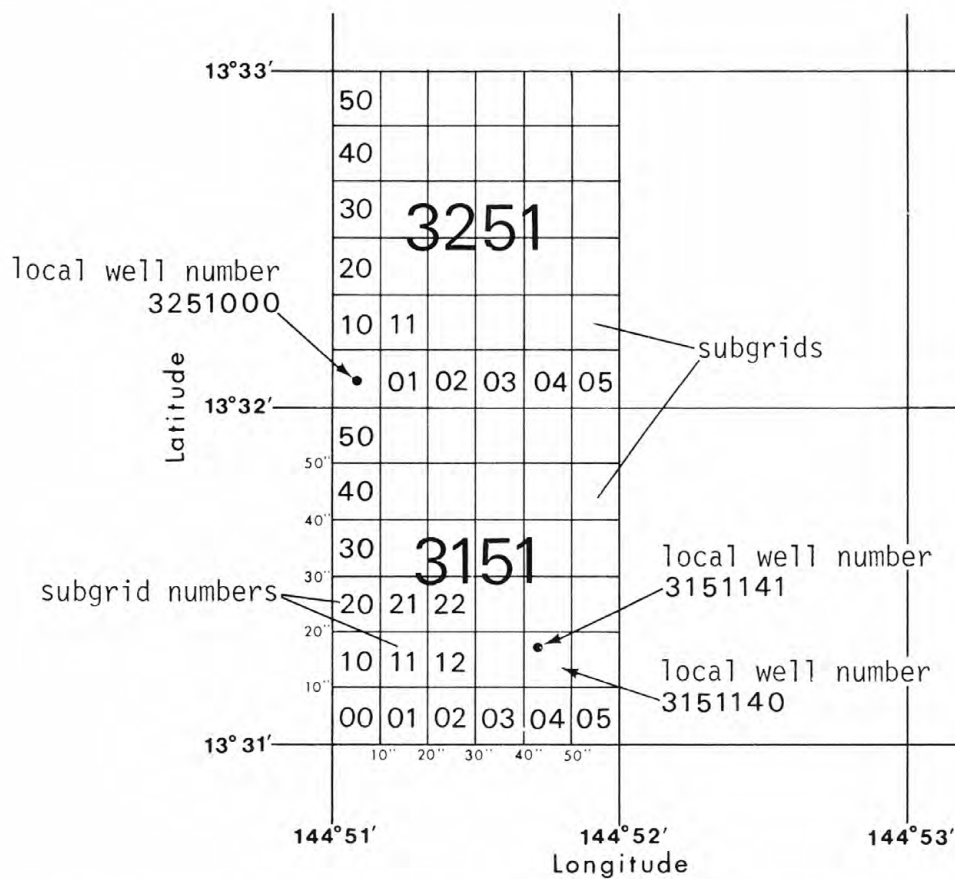 13°33'
50
40
30
3251
20
local well number
3251000
10 11
subgrids
01 02 03 04 05
13°32'
Latitude
50
50''
40
40''
30
3151
30''
local well number
3151141
subgrid numbers
20 21 22
20''
10 11 12
local well number
3151140
10''
00 01 02 03 04 05
13°31'
10'' 20'' 30'' 40'' 50''
144°51' 144°52' 144°53'
Longitude